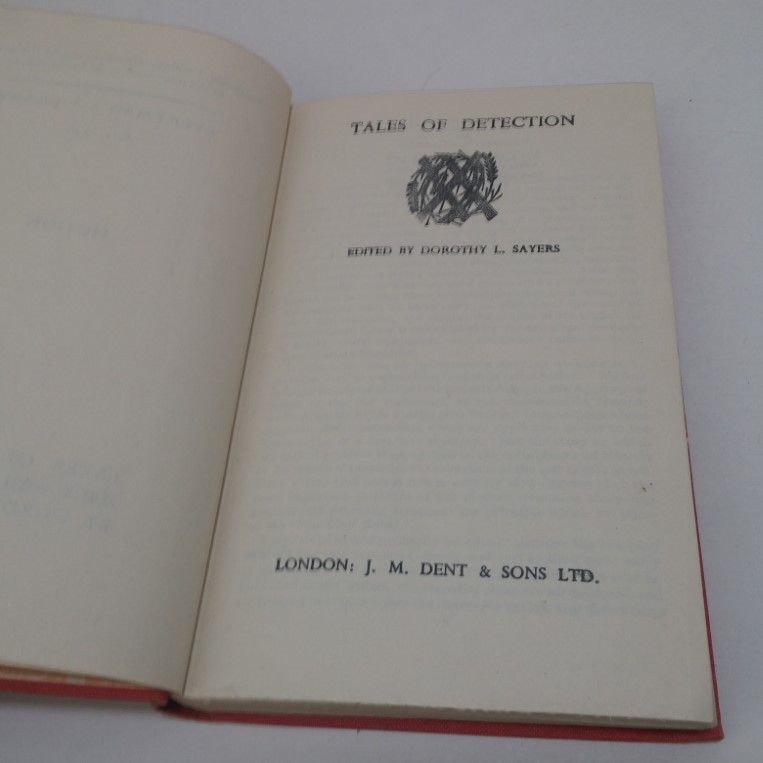 TALES OF DETECTION
EDITED BY DOROTHY L. SAYERS
LONDON: J. M. DENT & SONS LTD.